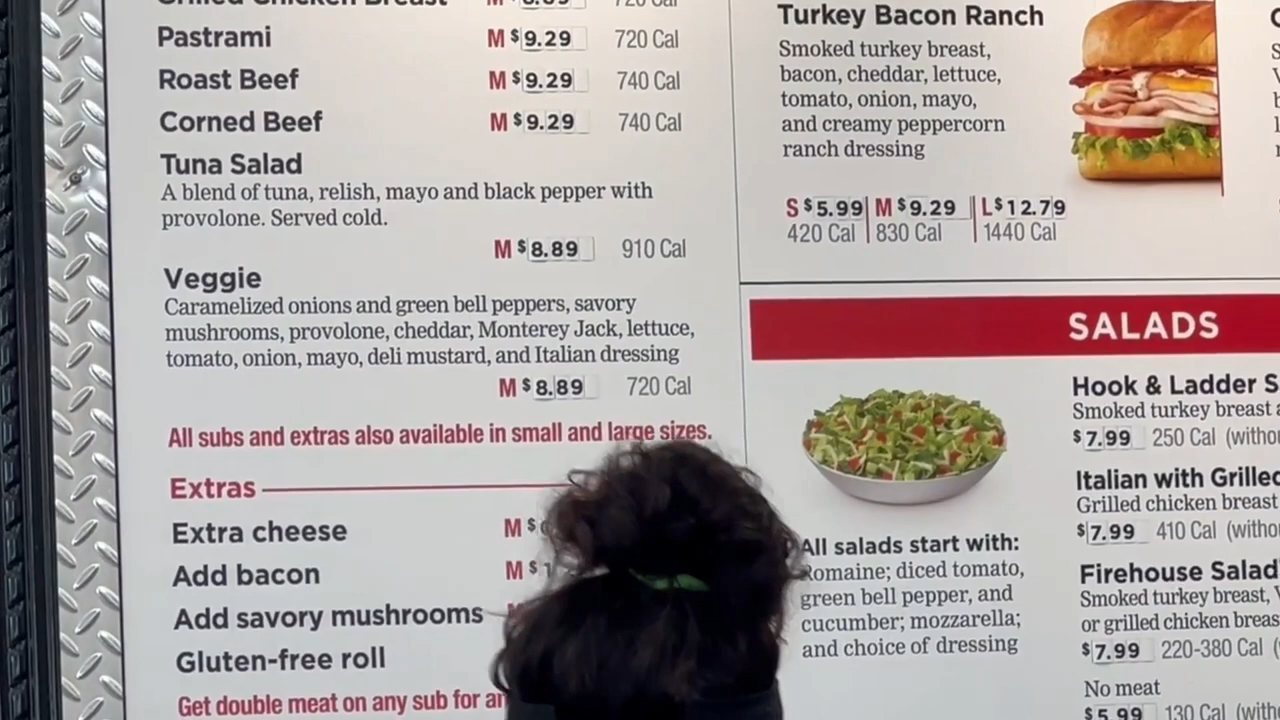 Pastrami M $9.29 720 Cal
Roast Beef M $9.29 740 Cal
Corned Beef M $9.29 740 Cal
Tuna Salad
A blend of tuna, relish, mayo and black pepper with
provolone. Served cold.
M $8.89 910 Cal
Veggie
Caramelized onions and green bell peppers, savory
mushrooms, provolone, cheddar, Monterey Jack, lettuce,
tomato, onion, mayo, deli mustard, and Italian dressing
M $8.89 720 Cal
All subs and extras also available in small and large sizes.
Extras
Extra cheese M $
Add bacon M $1
Add savory mushrooms
Gluten-free roll
Get double meat on any sub for
Turkey Bacon Ranch
Smoked turkey breast,
bacon, cheddar, lettuce,
tomato, onion, mayo,
and creamy peppercorn
ranch dressing
S $5.99 M $9.29 L $12.79
420 Cal 830 Cal 1440 Cal
SALADS
All salads start with:
Romaine; diced tomato,
green bell pepper, and
cucumber; mozzarella;
and choice of dressing
Hook & Ladder S
Smoked turkey breast
$7.99 250 Cal (witho
Italian with Grilled
Grilled chicken breast
$7.99 410 Cal (witho
Firehouse Salad
Smoked turkey breast,
or grilled chicken breas
$7.99 220-380 Cal (
No meat
$5.99 130 Cal (with